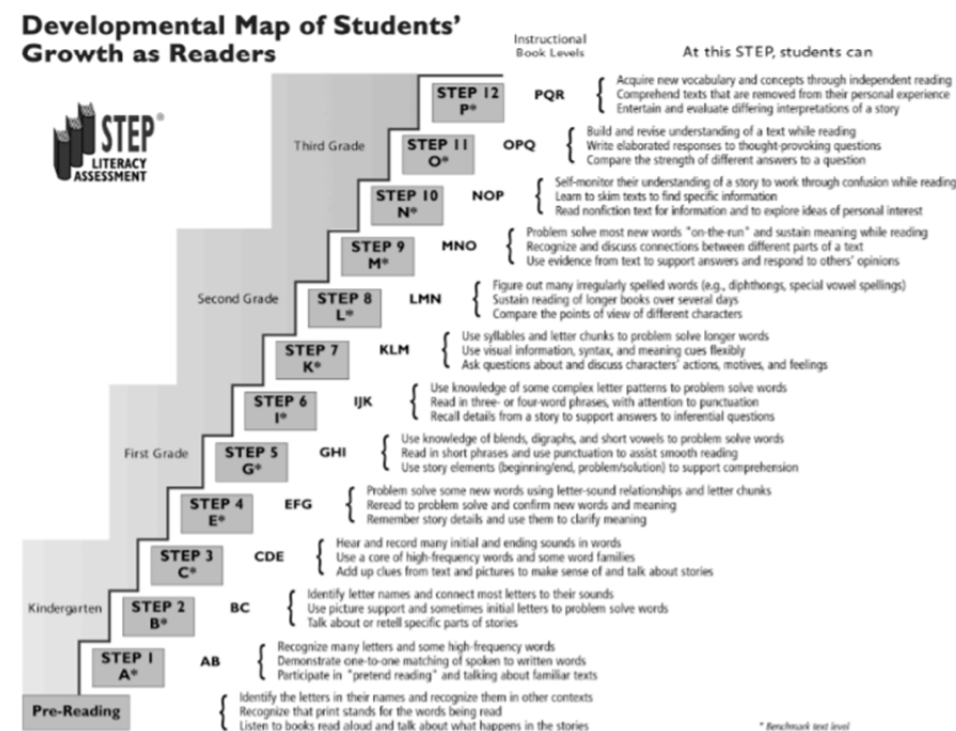 Developmental Map of Students'
Growth as Readers
Instructional
Book Levels
At this STEP, students can
STEP®
LITERACY
ASSESSMENT
Third Grade
Second Grade
First Grade
Kindergarten
STEP 12
P*
PQR
Acquire new vocabulary and concepts through independent reading
Comprehend texts that are removed from their personal experience
Entertain and evaluate differing interpretations of a story
STEP 11
O*
OPQ
Build and revise understanding of a text while reading
Write elaborated responses to thought-provoking questions
Compare the strength of different answers to a question
STEP 10
N*
NOP
Self-monitor their understanding of a story to work through confusion while reading
Learn to skim texts to find specific information
Read nonfiction text for information and to explore ideas of personal interest
STEP 9
M*
MNO
Problem solve most new words "on-the-run" and sustain meaning while reading
Recognize and discuss connections between different parts of a text
Use evidence from text to support answers and respond to others' opinions
STEP 8
L*
LMN
Figure out many irregularly spelled words (e.g., diphthongs, special vowel spellings)
Sustain reading of longer books over several days
Compare the points of view of different characters
STEP 7
K*
KLM
Use syllables and letter chunks to problem solve longer words
Use visual information, syntax, and meaning cues flexibly
Ask questions about and discuss characters' actions, motives, and feelings
STEP 6
I*
IJK
Use knowledge of some complex letter patterns to problem solve words
Read in three- or four-word phrases, with attention to punctuation
Recall details from a story to support answers to inferential questions
STEP 5
G*
GHI
Use knowledge of blends, digraphs, and short vowels to problem solve words
Read in short phrases and use punctuation to assist smooth reading
Use story elements (beginning/end, problem/solution) to support comprehension
STEP 4
E*
EFG
Problem solve some new words using letter-sound relationships and letter chunks
Reread to problem solve and confirm new words and meaning
Remember story details and use them to clarify meaning
STEP 3
C*
CDE
Hear and record many initial and ending sounds in words
Use a core of high-frequency words and some word families
Add up clues from text and pictures to make sense of and talk about stories
STEP 2
B*
BC
Identify letter names and connect most letters to their sounds
Use picture support and sometimes initial letters to problem solve words
Talk about or retell specific parts of stories
STEP 1
A*
AB
Recognize many letters and some high-frequency words
Demonstrate one-to-one matching of spoken to written words
Participate in "pretend reading" and talking about familiar texts
Pre-Reading
Identify the letters in their names and recognize them in other contexts
Recognize that print stands for the words being read
Listen to books read aloud and talk about what happens in the stories
* Benchmark text level